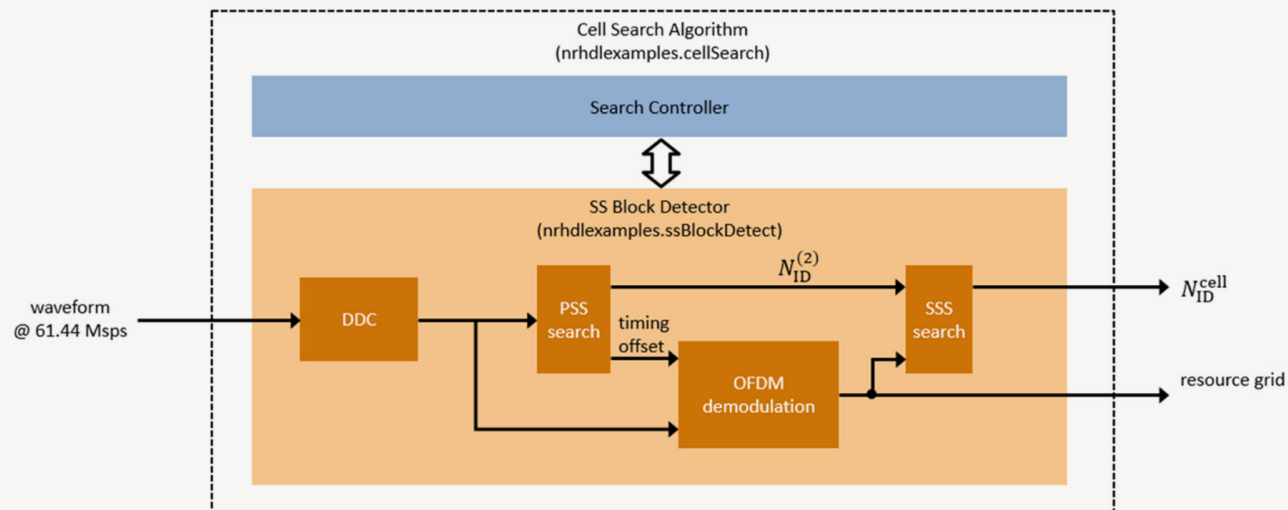 Cell Search Algorithm
(nrhdlexamples.cellSearch)
Search Controller
SS Block Detector
(nrhdlexamples.ssBlockDetect)
waveform
@ 61.44 Msps
DDC
PSS
search
N_ID^(2)
timing
offset
OFDM
demodulation
SSS
search
N_ID^cell
resource grid